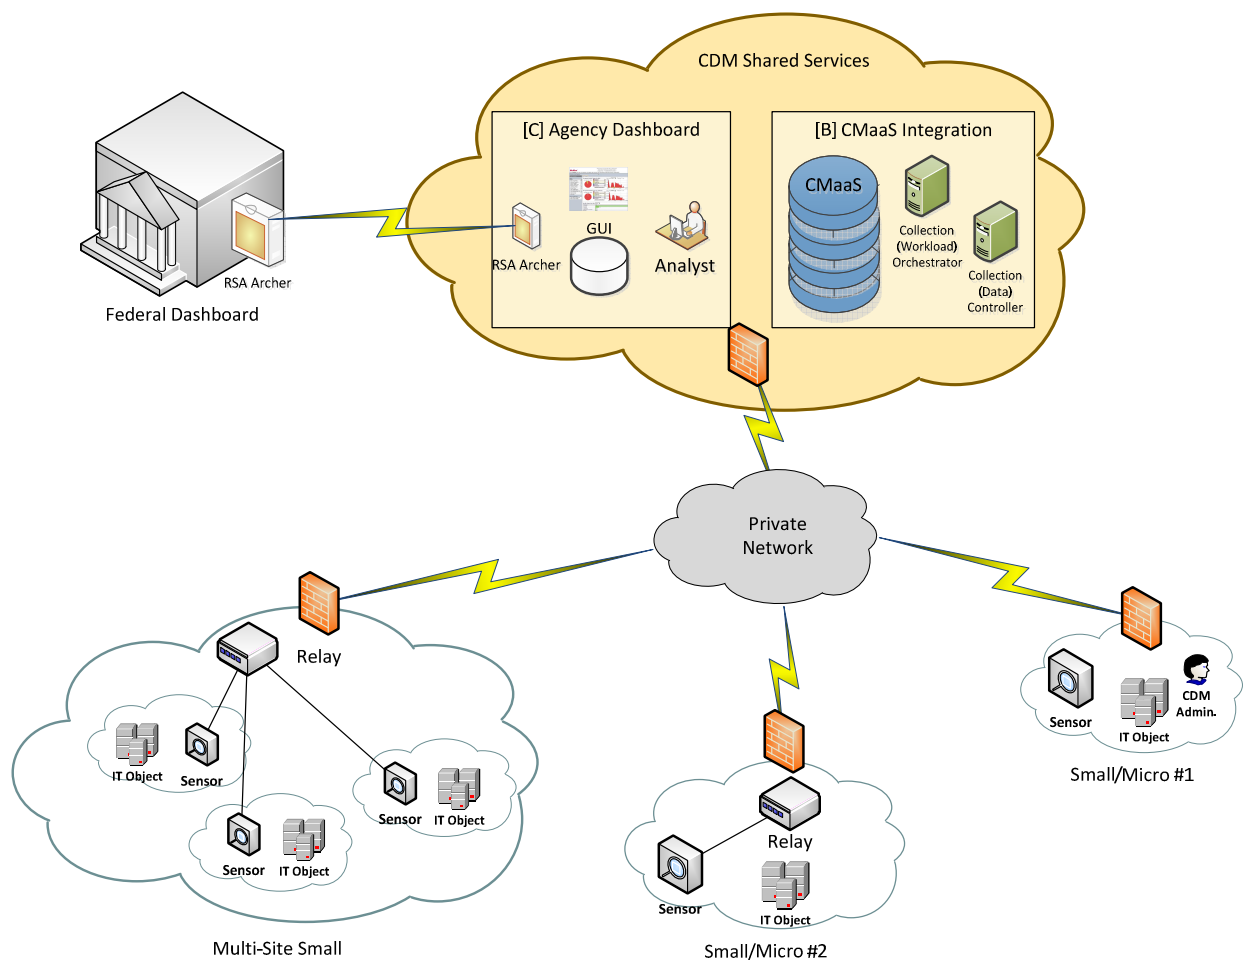 CDM Shared Services
[C] Agency Dashboard
[B] CMaaS Integration
CMaaS
GUI
RSA Archer
Analyst
Collection
(Workload)
Orchestrator
Collection
(Data)
Controller
RSA Archer
Federal Dashboard
Private
Network
Relay
IT Object
Sensor
Sensor
IT Object
Sensor
IT Object
Multi-Site Small
Relay
Sensor
IT Object
Small/Micro #2
Sensor
IT Object
CDM
Admin.
Small/Micro #1